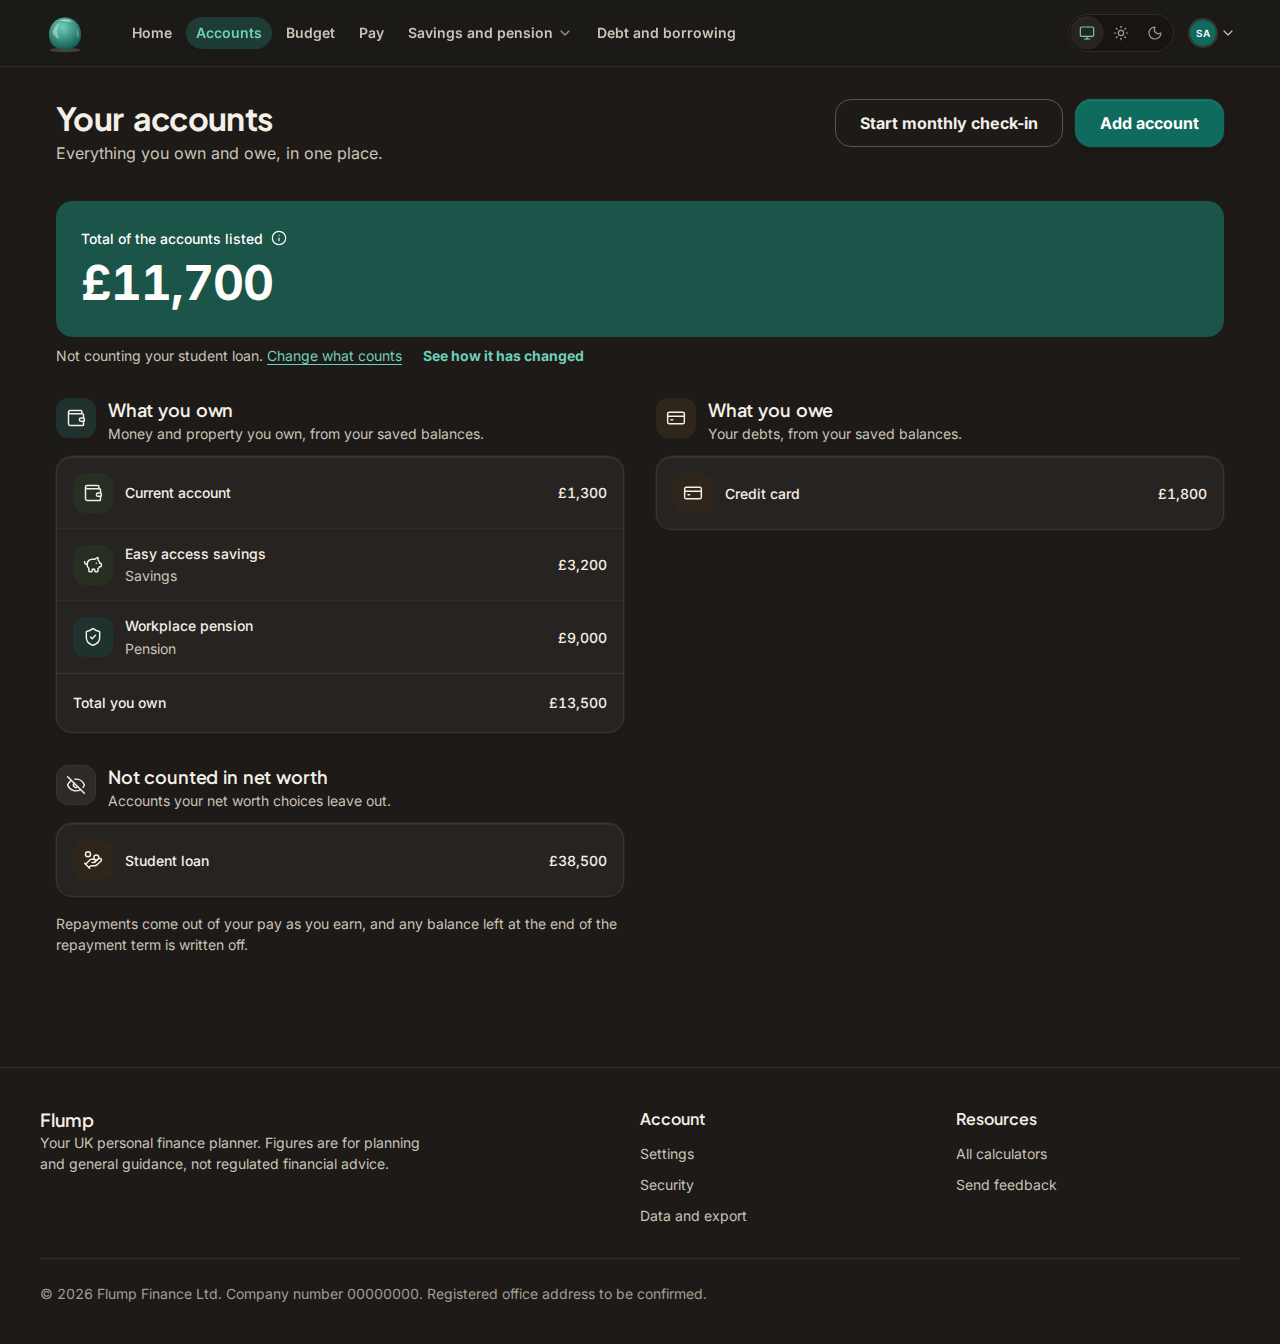 Home
Accounts
Budget
Pay
Savings and pension
Debt and borrowing
SA
Your accounts
Everything you own and owe, in one place.
Start monthly check-in
Add account
Total of the accounts listed
£11,700
Not counting your student loan. Change what counts
See how it has changed
What you own
Money and property you own, from your saved balances.
Current account
£1,300
Easy access savings
Savings
£3,200
Workplace pension
Pension
£9,000
Total you own
£13,500
What you owe
Your debts, from your saved balances.
Credit card
£1,800
Not counted in net worth
Accounts your net worth choices leave out.
Student loan
£38,500
Repayments come out of your pay as you earn, and any balance left at the end of the
repayment term is written off.
Flump
Your UK personal finance planner. Figures are for planning
and general guidance, not regulated financial advice.
Account
Settings
Security
Data and export
Resources
All calculators
Send feedback
© 2026 Flump Finance Ltd. Company number 00000000. Registered office address to be confirmed.